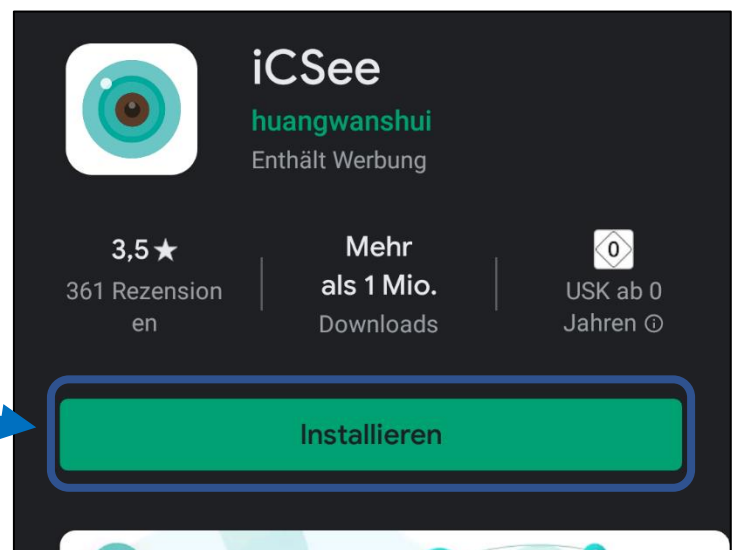 iCSee
huangwanshui
Enthält Werbung
3,5★
361 Rezension
en
Mehr
als 1 Mio.
Downloads
0
USK ab 0
Jahren ⓘ
Installieren